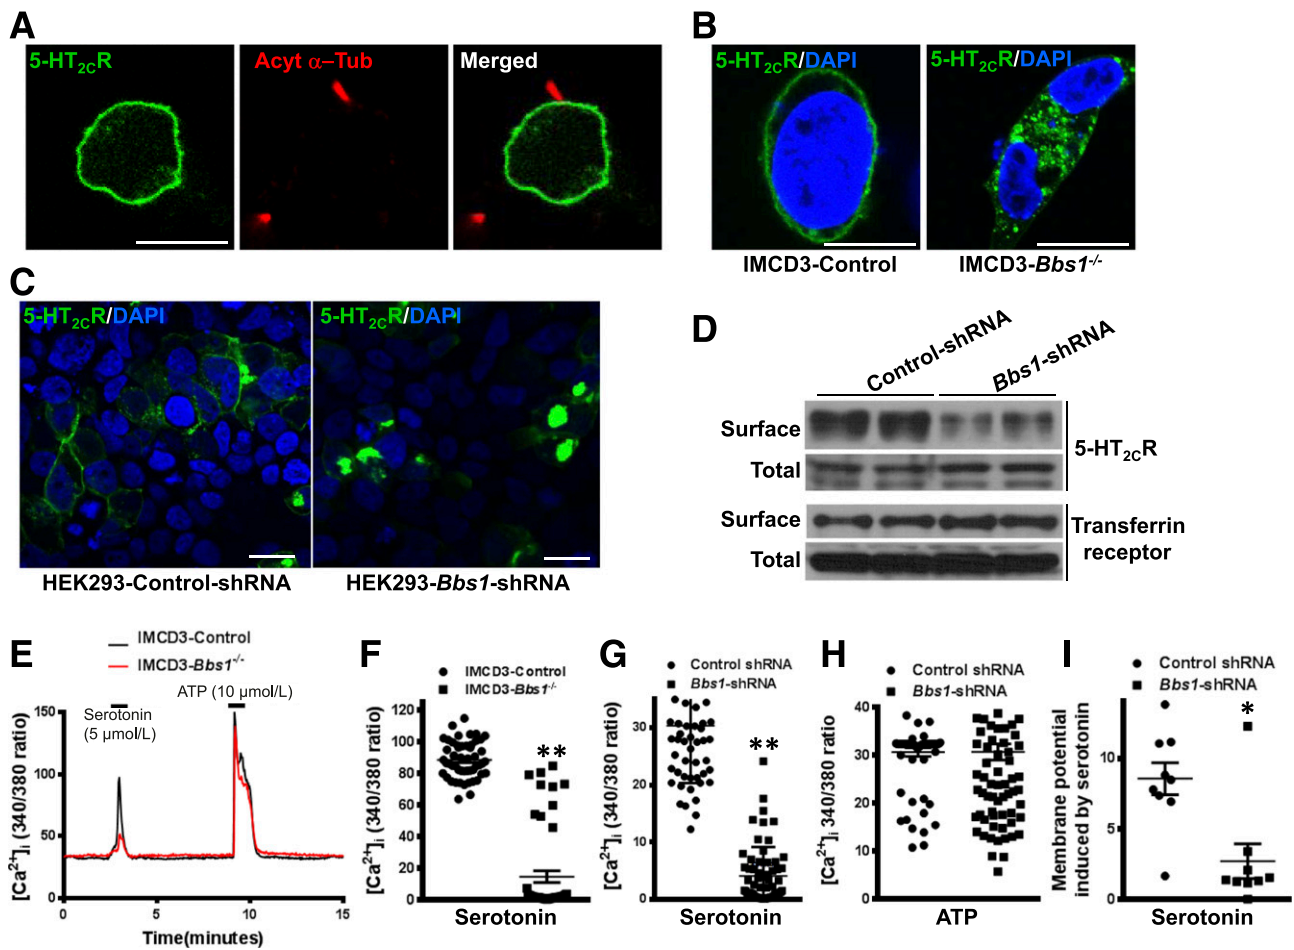 A
5-HT2CR
Acyt α–Tub
Merged
B
5-HT2CR/DAPI
5-HT2CR/DAPI
IMCD3-Control
IMCD3-Bbs1-/-
C
5-HT2CR/DAPI
5-HT2CR/DAPI
HEK293-Control-shRNA
HEK293-Bbs1-shRNA
D
Control-shRNA
Bbs1-shRNA
Surface
Total
5-HT2CR
Surface
Total
Transferrin
receptor
E
IMCD3-Control
IMCD3-Bbs1-/-
ATP (10 µmol/L)
Serotonin
(5 µmol/L)
[Ca2+]i (340/380 ratio)
150
100
50
0
0
5
10
15
Time(minutes)
F
IMCD3-Control
IMCD3-Bbs1-/-
[Ca2+]i (340/380 ratio)
120
100
80
60
40
20
0
**
Serotonin
G
Control shRNA
Bbs1-shRNA
[Ca2+]i (340/380 ratio)
30
20
10
0
**
Serotonin
H
Control shRNA
Bbs1-shRNA
[Ca2+]i 340/380 ratio
40
30
20
10
0
ATP
I
Control shRNA
Bbs1-shRNA
Membrane potential
induced by serotonin
10
5
0
*
Serotonin